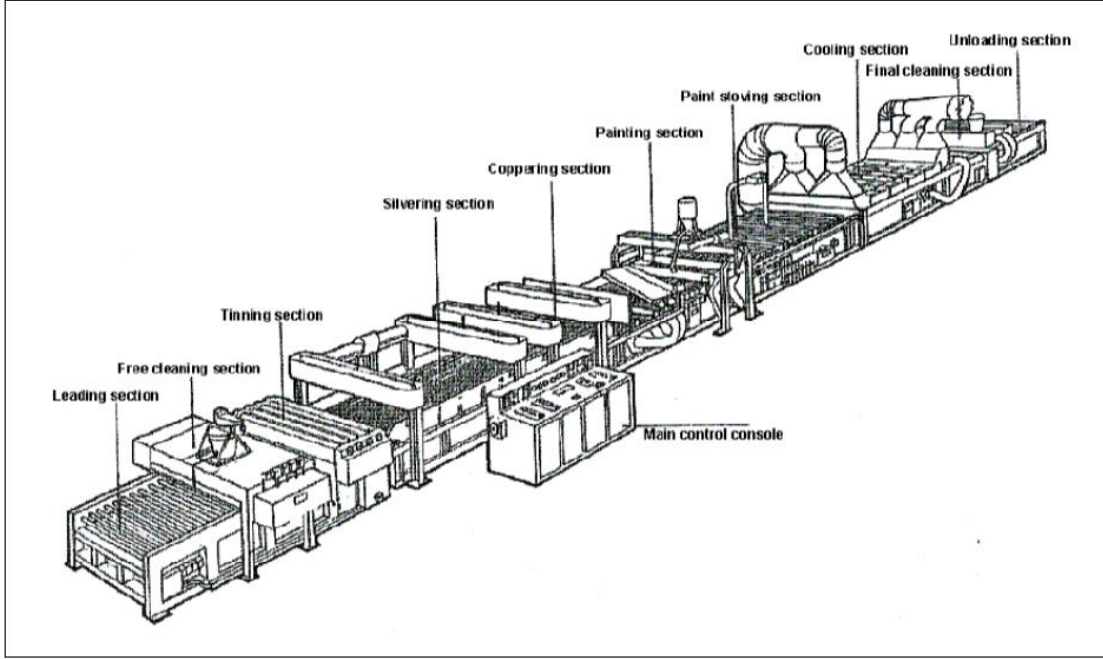 Unloading section
Cooling section
Final cleaning section
Paint stoving section
Painting section
Coppering section
Silvering section
Tinning section
Free cleaning section
Leading section
Main control console